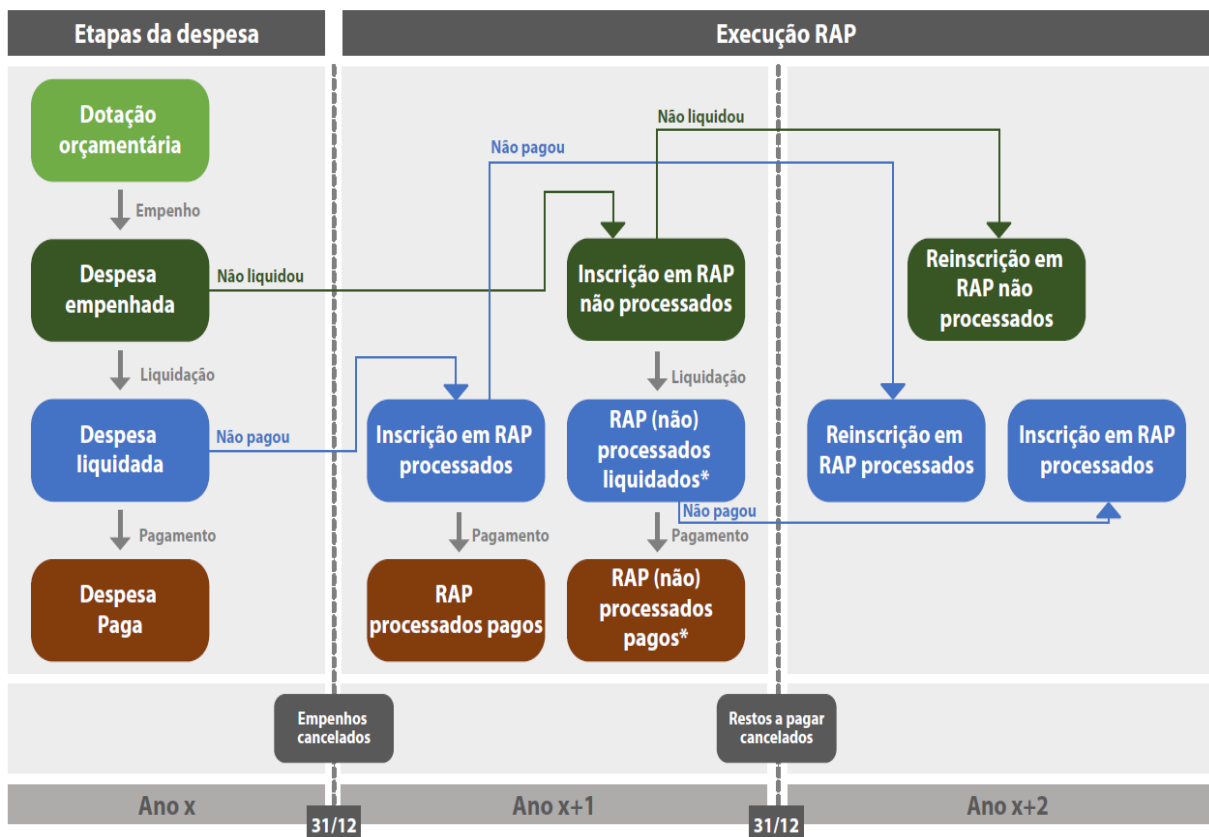 Etapas da despesa
Execução RAP
Dotação
orçamentária
Empenho
Despesa
empenhada
Não liquidou
Liquidação
Despesa
liquidada
Não pagou
Pagamento
Despesa
Paga
Não pagou
Não liquidou
Inscrição em RAP
não processados
Liquidação
Inscrição em RAP
processados
RAP (não)
processados
liquidados*
Não pagou
Pagamento
Pagamento
RAP
processados pagos
RAP (não)
processados
pagos*
Reinscrição em
RAP não
processados
Reinscrição em
RAP processados
Inscrição em RAP
processados
Empenhos
cancelados
Restos a pagar
cancelados
Ano x
31/12
Ano x+1
31/12
Ano x+2